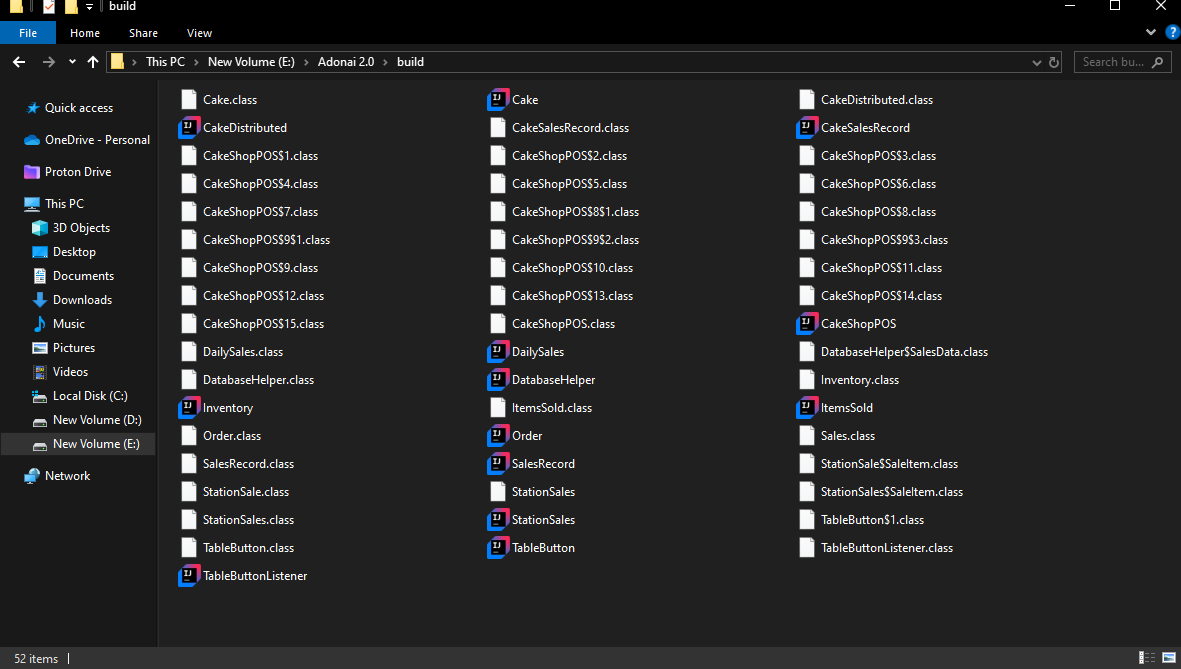 build
File Home Share View
This PC New Volume (E:) Adonai 2.0 build Search bu...
Quick access
OneDrive - Personal
Proton Drive
This PC
3D Objects
Desktop
Documents
Downloads
Music
Pictures
Videos
Local Disk (C:)
New Volume (D:)
New Volume (E:)
Network
Cake.class Cake CakeDistributed.class
CakeDistributed CakeSalesRecord.class CakeSalesRecord
CakeShopPOS$1.class CakeShopPOS$2.class CakeShopPOS$3.class
CakeShopPOS$4.class CakeShopPOS$5.class CakeShopPOS$6.class
CakeShopPOS$7.class CakeShopPOS$8$1.class CakeShopPOS$8.class
CakeShopPOS$9$1.class CakeShopPOS$9$2.class CakeShopPOS$9$3.class
CakeShopPOS$9.class CakeShopPOS$10.class CakeShopPOS$11.class
CakeShopPOS$12.class CakeShopPOS$13.class CakeShopPOS$14.class
CakeShopPOS$15.class CakeShopPOS.class CakeShopPOS
DailySales.class DailySales DatabaseHelper$SalesData.class
DatabaseHelper.class DatabaseHelper Inventory.class
Inventory ItemsSold.class ItemsSold
Order.class Order Sales.class
SalesRecord.class SalesRecord StationSale$SaleItem.class
StationSale.class StationSales StationSales$SaleItem.class
StationSales.class StationSales TableButton$1.class
TableButton.class TableButton TableButtonListener.class
TableButtonListener
52 items